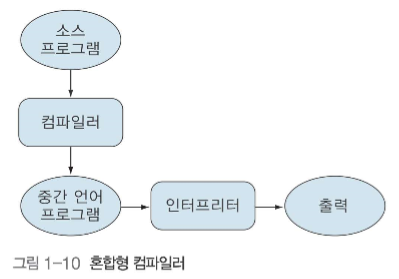 소스
프로그램
컴파일러
중간 언어
프로그램
인터프리터
출력
그림 1-10 혼합형 컴파일러